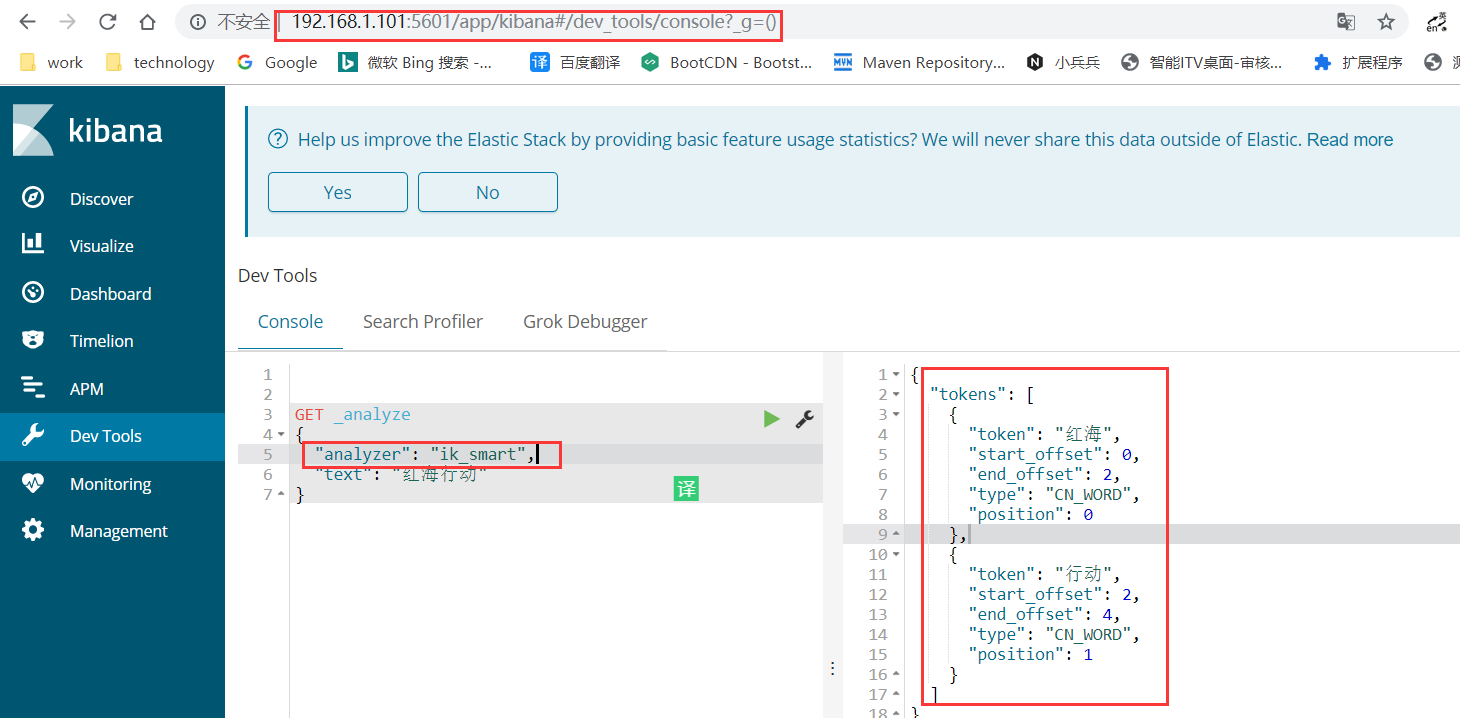 不安全 | 192.168.1.101:5601/app/kibana#/dev_tools/console?_g=()
英
en
work technology Google 微软 Bing 搜索 -... 译 百度翻译 BootCDN - Bootst... MVN Maven Repository... N 小兵兵 智能ITV桌面-审核... 扩展程序
kibana
Discover
Visualize
Dashboard
Timelion
APM
Dev Tools
Monitoring
Management
Help us improve the Elastic Stack by providing basic feature usage statistics? We will never share this data outside of Elastic. Read more
Yes No
Dev Tools
Console Search Profiler Grok Debugger
1
2
3 GET _analyze
4 {
5 "analyzer": "ik_smart",
6 "text": "红海行动"
7 }
译
1 {
2 "tokens": [
3 {
4 "token": "红海",
5 "start_offset": 0,
6 "end_offset": 2,
7 "type": "CN_WORD",
8 "position": 0
9 },
10 {
11 "token": "行动",
12 "start_offset": 2,
13 "end_offset": 4,
14 "type": "CN_WORD",
15 "position": 1
16 }
17 ]
18 }